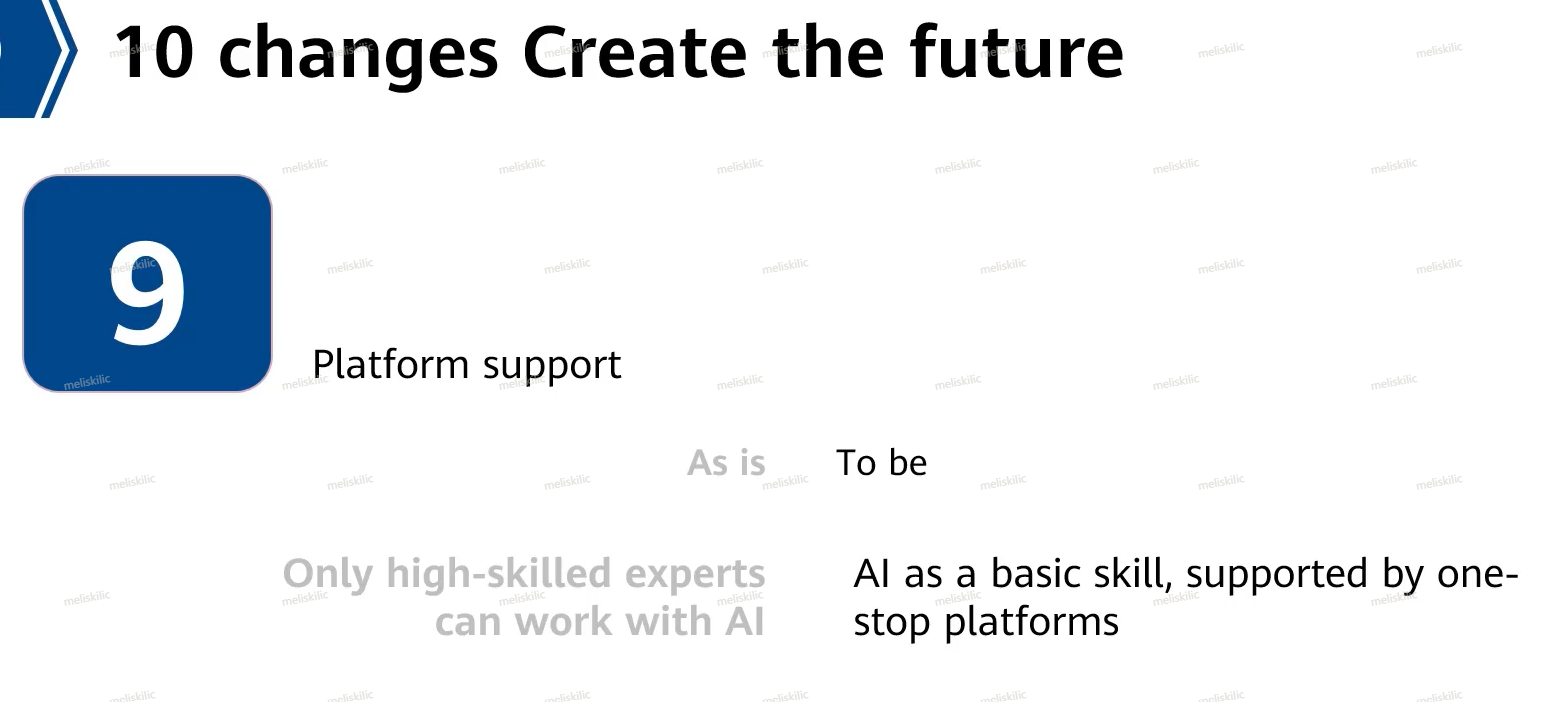 10 changes Create the future
9
Platform support
As is
To be
Only high-skilled experts
can work with AI
AI as a basic skill, supported by one-
stop platforms
meliskilic